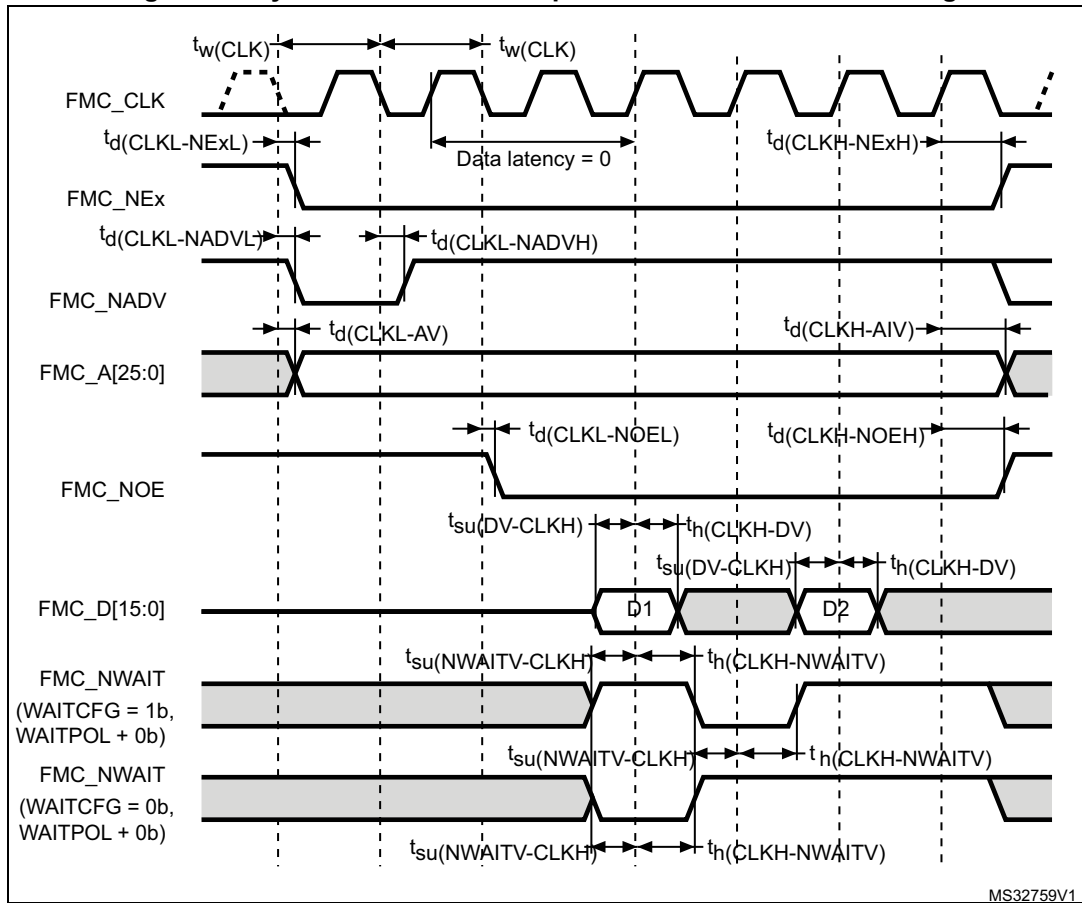 tw(CLK) tw(CLK)
FMC_CLK
td(CLKL-NExL) Data latency = 0 td(CLKH-NExH)
FMC_NEx
td(CLKL-NADVL) td(CLKL-NADVH)
FMC_NADV
td(CLKL-AV) td(CLKH-AIV)
FMC_A[25:0]
td(CLKL-NOEL) td(CLKH-NOEH)
FMC_NOE
tsu(DV-CLKH) th(CLKH-DV)
tsu(DV-CLKH) th(CLKH-DV)
FMC_D[15:0] D1 D2
tsu(NWAITV-CLKH) th(CLKH-NWAITV)
FMC_NWAIT
(WAITCFG = 1b,
WAITPOL + 0b)
tsu(NWAITV-CLKH) th(CLKH-NWAITV)
FMC_NWAIT
(WAITCFG = 0b,
WAITPOL + 0b)
tsu(NWAITV-CLKH) th(CLKH-NWAITV)
MS32759V1